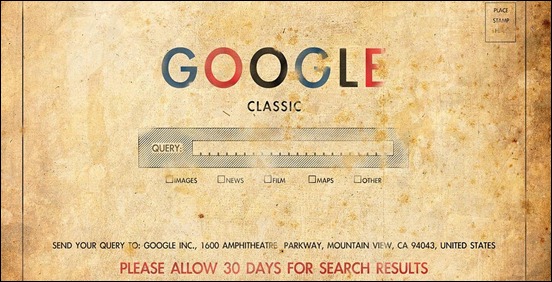 PLACE
STAMP
HERE
GOOGLE
CLASSIC
QUERY:
IMAGES NEWS FILM MAPS OTHER
SEND YOUR QUERY TO: GOOGLE INC., 1600 AMPHITHEATRE PARKWAY, MOUNTAIN VIEW, CA 94043, UNITED STATES
PLEASE ALLOW 30 DAYS FOR SEARCH RESULTS